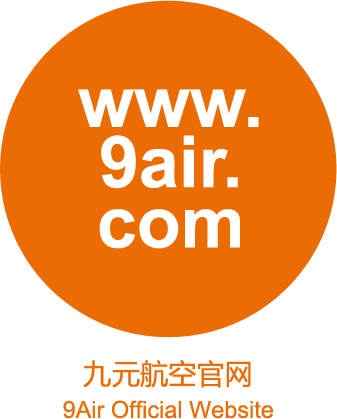 www.
9air.
com
九元航空官网
9Air Official Website